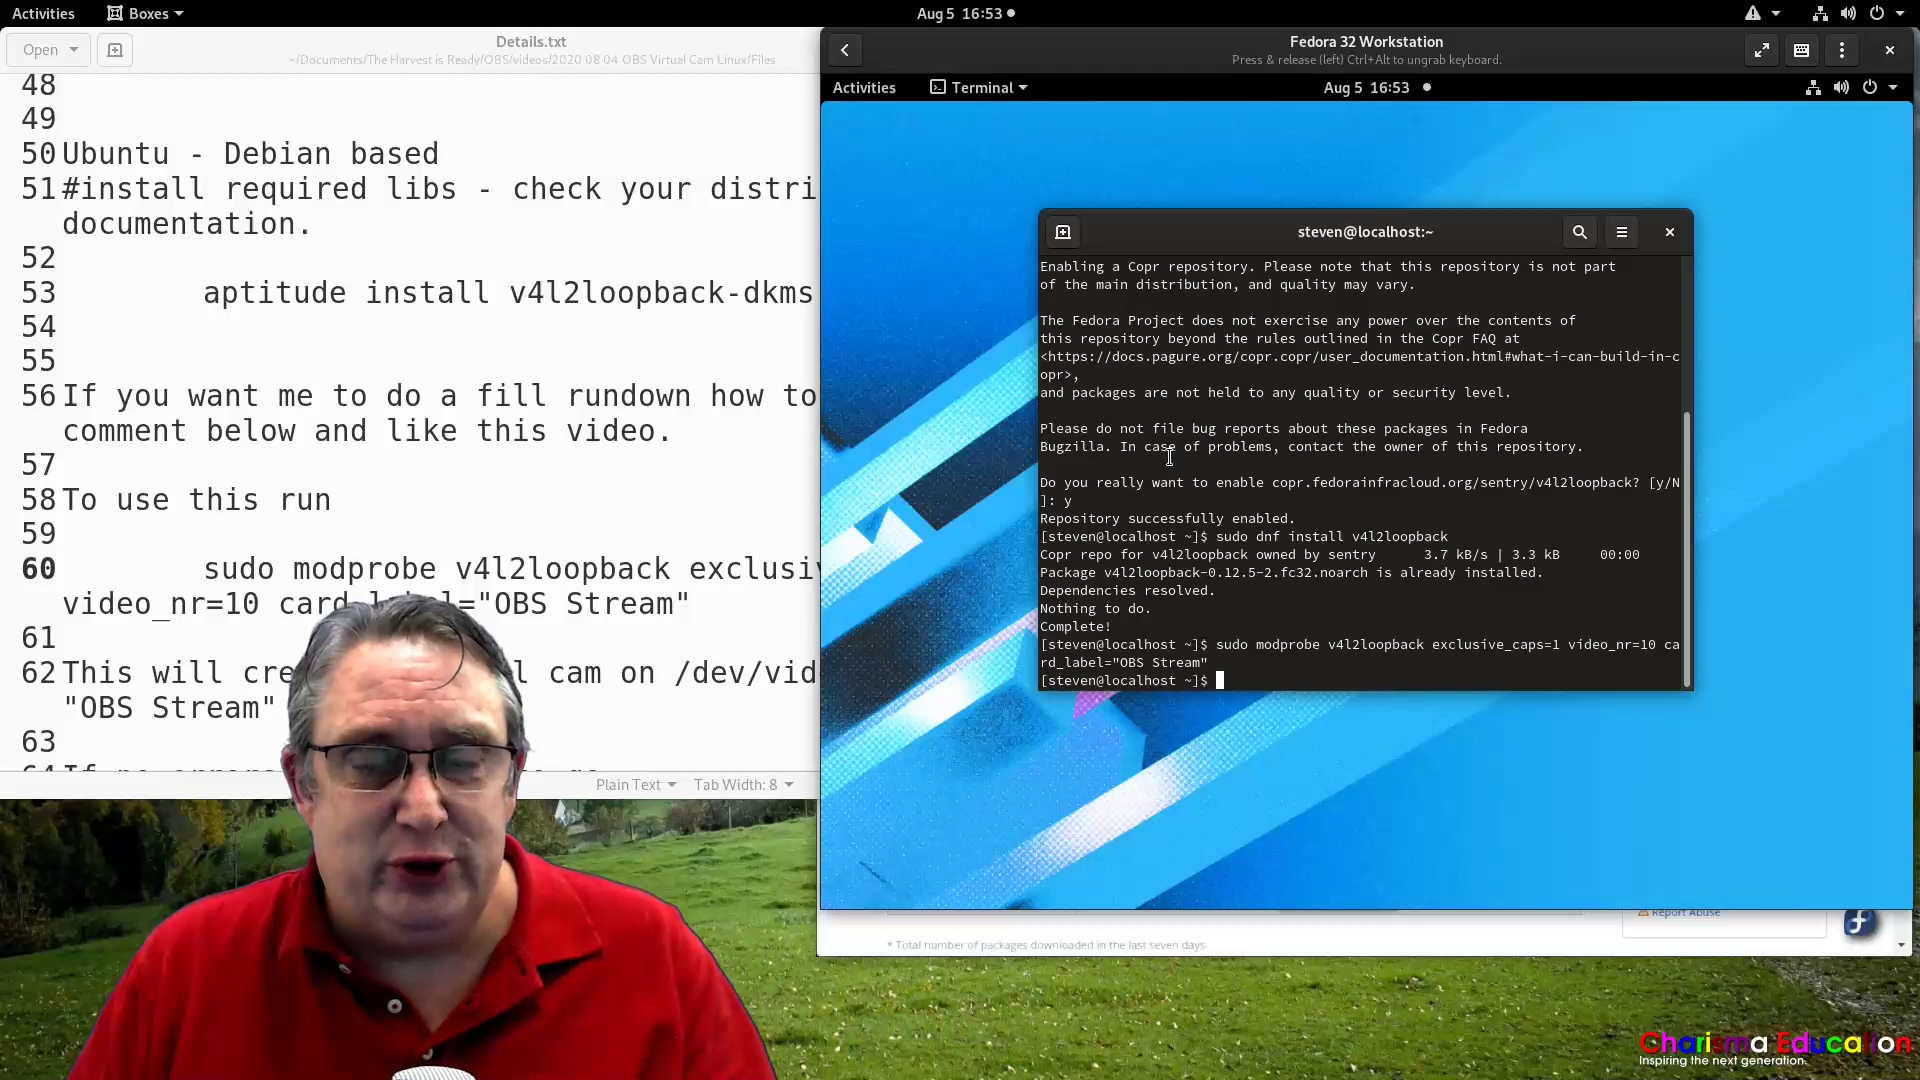 Activities
Boxes
Aug 5 16:53
Open
Details.txt
~/Documents/The Harvest is Ready/OBS/videos/2020 08 04 OBS Virtual Cam Linux/Files
48
49
50 Ubuntu - Debian based
51 #install required libs - check your distri
documentation.
52
53 aptitude install v4l2loopback-dkms
54
55
56 If you want me to do a fill rundown how to
comment below and like this video.
57
58 To use this run
59
60 sudo modprobe v4l2loopback exclusiv
video_nr=10 card_label="OBS Stream"
61
62 This will cre l cam on /dev/vid
"OBS Stream"
63
Plain Text
Tab Width: 8
Fedora 32 Workstation
Press & release (left) Ctrl+Alt to ungrab keyboard.
Activities
Terminal
Aug 5 16:53
steven@localhost:~
Enabling a Copr repository. Please note that this repository is not part
of the main distribution, and quality may vary.
The Fedora Project does not exercise any power over the contents of
this repository beyond the rules outlined in the Copr FAQ at
<https://docs.pagure.org/copr.copr/user_documentation.html#what-i-can-build-in-c
opr>,
and packages are not held to any quality or security level.
Please do not file bug reports about these packages in Fedora
Bugzilla. In case of problems, contact the owner of this repository.
Do you really want to enable copr.fedorainfracloud.org/sentry/v4l2loopback? [y/N
]: y
Repository successfully enabled.
[steven@localhost ~]$ sudo dnf install v4l2loopback
Copr repo for v4l2loopback owned by sentry 3.7 kB/s | 3.3 kB 00:00
Package v4l2loopback-0.12.5-2.fc32.noarch is already installed.
Dependencies resolved.
Nothing to do.
Complete!
[steven@localhost ~]$ sudo modprobe v4l2loopback exclusive_caps=1 video_nr=10 ca
rd_label="OBS Stream"
[steven@localhost ~]$
Report Abuse
* Total number of packages downloaded in the last seven days
Charisma Education
Inspiring the next generation.